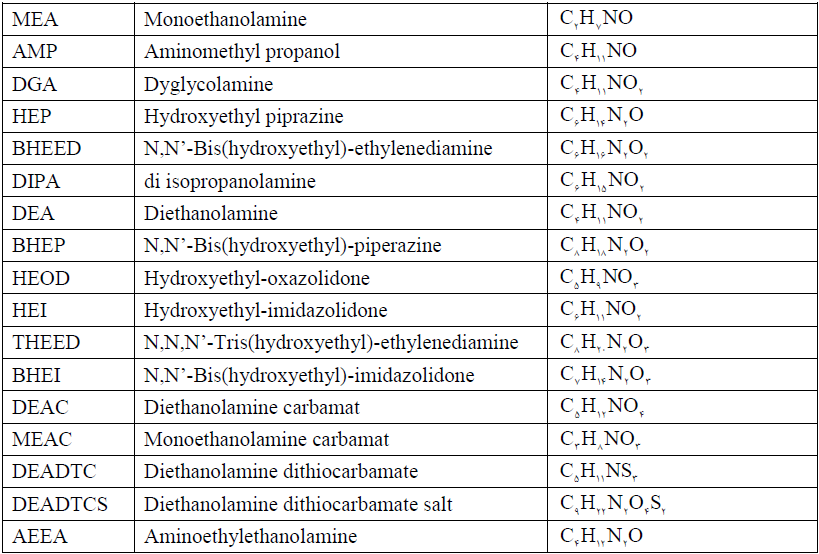 MEA Monoethanolamine C۲H۷NO
AMP Aminomethyl propanol C۴H۱۱NO
DGA Dyglycolamine C۴H۱۱NO۲
HEP Hydroxyethyl piprazine C۶H۱۴N۲O
BHEED N,N’-Bis(hydroxyethyl)-ethylenediamine C۶H۱۶N۲O۲
DIPA di isopropanolamine C۶H۱۵NO۲
DEA Diethanolamine C۴H۱۱NO۲
BHEP N,N’-Bis(hydroxyethyl)-piperazine C۸H۱۸N۲O۲
HEOD Hydroxyethyl-oxazolidone C۵H۹NO۳
HEI Hydroxyethyl-imidazolidone C۶H۱۱NO۲
THEED N,N,N’-Tris(hydroxyethyl)-ethylenediamine C۸H۲۰N۲O۳
BHEI N,N’-Bis(hydroxyethyl)-imidazolidone C۷H۱۴N۲O۳
DEAC Diethanolamine carbamat C۵H۱۲NO۴
MEAC Monoethanolamine carbamat C۳H۸NO۳
DEADTC Diethanolamine dithiocarbamate C۵H۱۱NS۳
DEADTCS Diethanolamine dithiocarbamate salt C۹H۲۲N۲O۴S۲
AEEA Aminoethylethanolamine C۴H۱۲N۲O